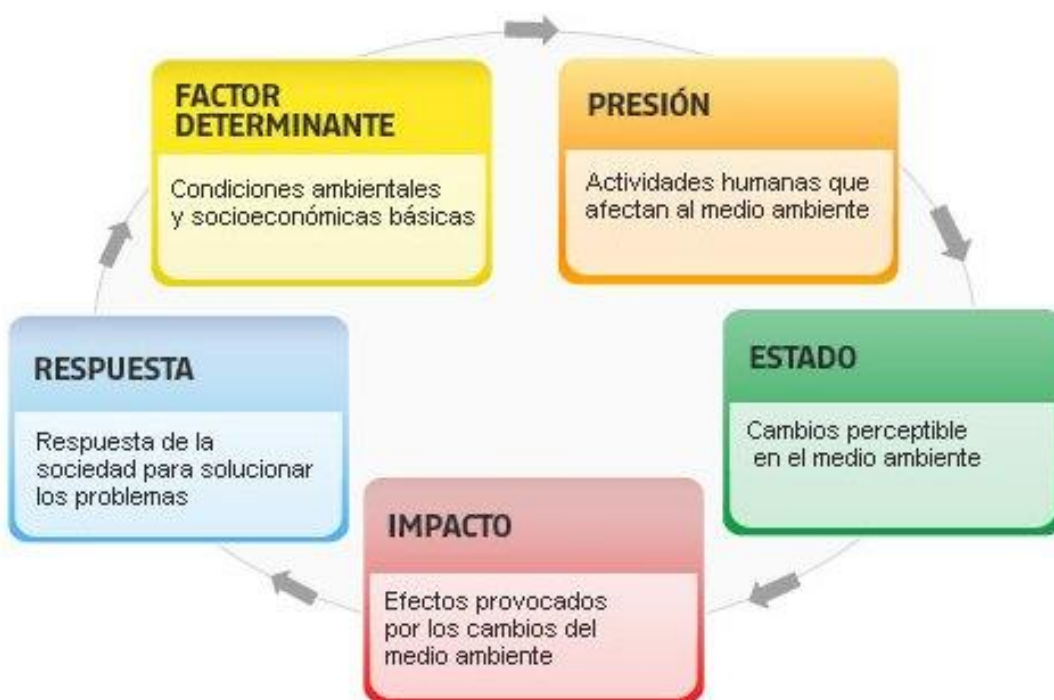 FACTOR
DETERMINANTE
Condiciones ambientales
y socioeconómicas básicas
PRESIÓN
Actividades humanas que
afectan al medio ambiente
ESTADO
Cambios perceptible
en el medio ambiente
IMPACTO
Efectos provocados
por los cambios del
medio ambiente
RESPUESTA
Respuesta de la
sociedad para solucionar
los problemas